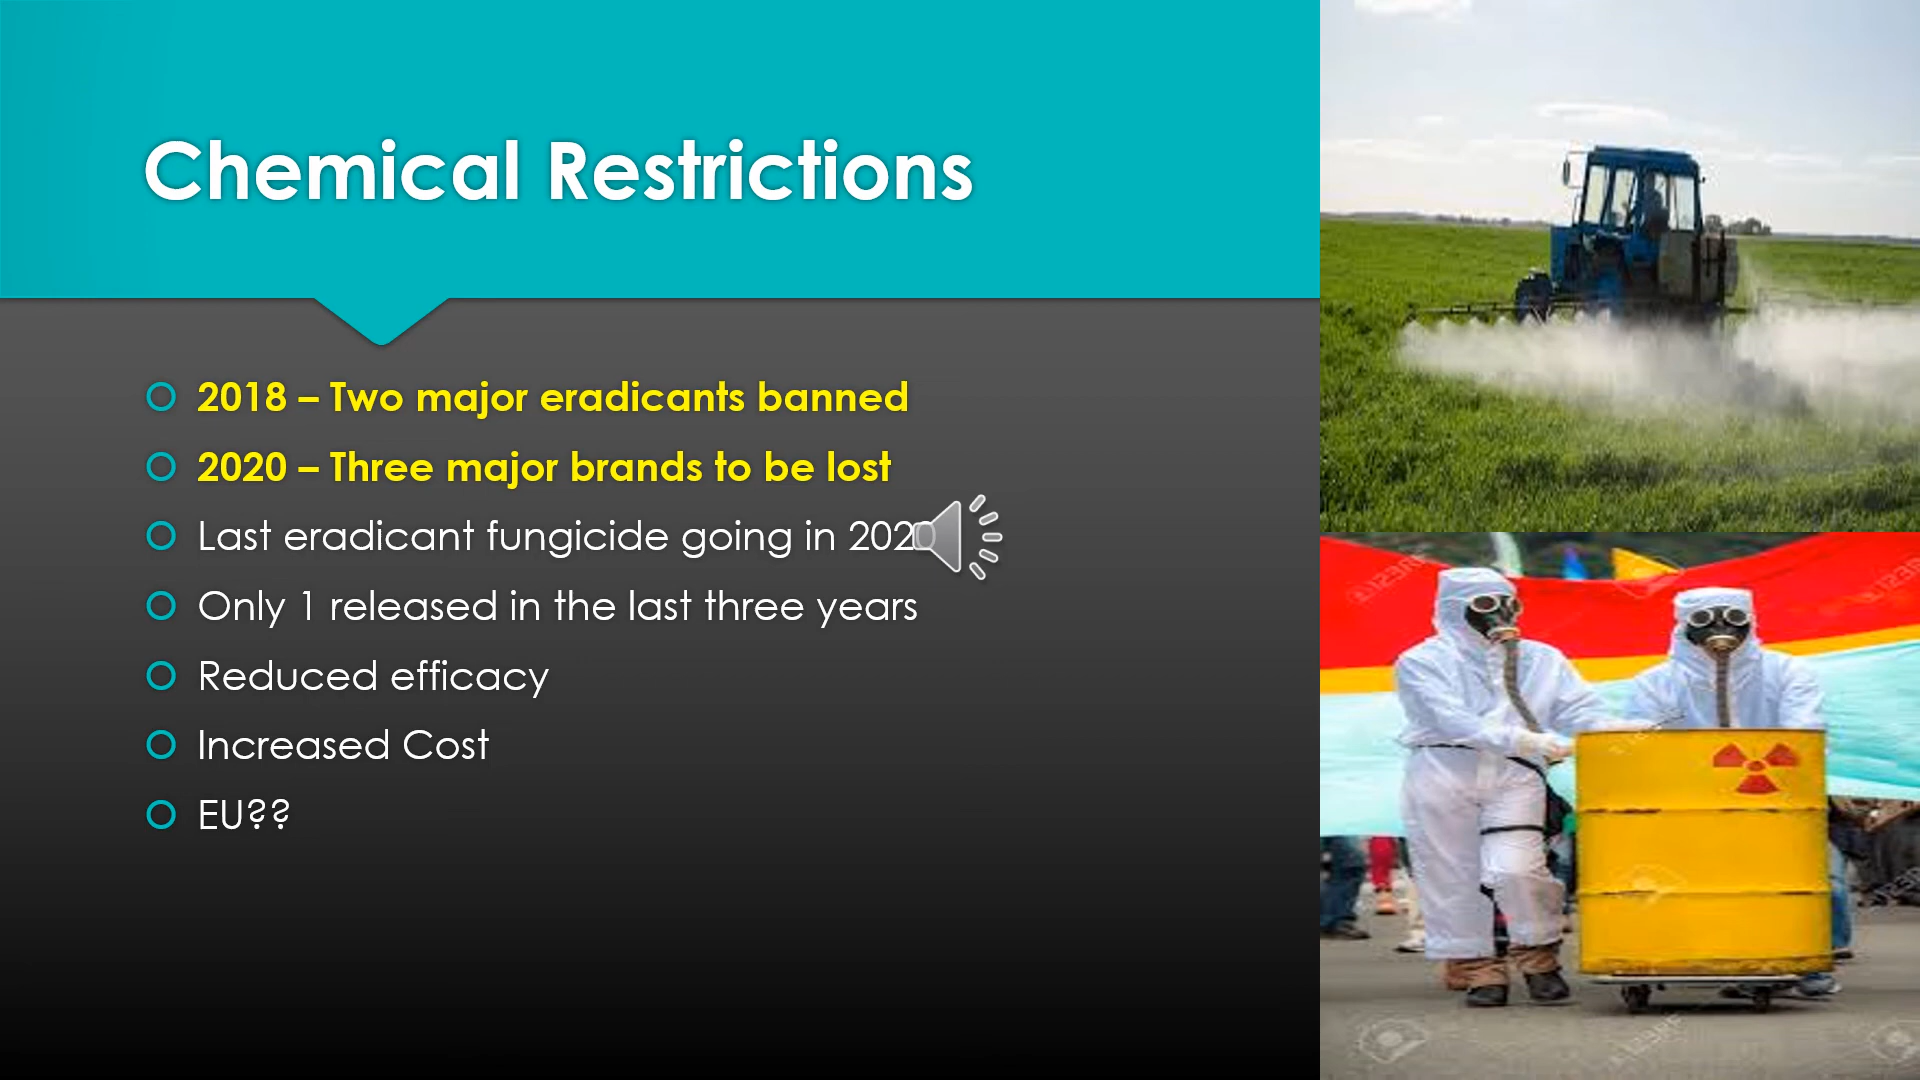 Chemical Restrictions
2018 – Two major eradicants banned
2020 – Three major brands to be lost
Last eradicant fungicide going in 2020
Only 1 released in the last three years
Reduced efficacy
Increased Cost
EU??